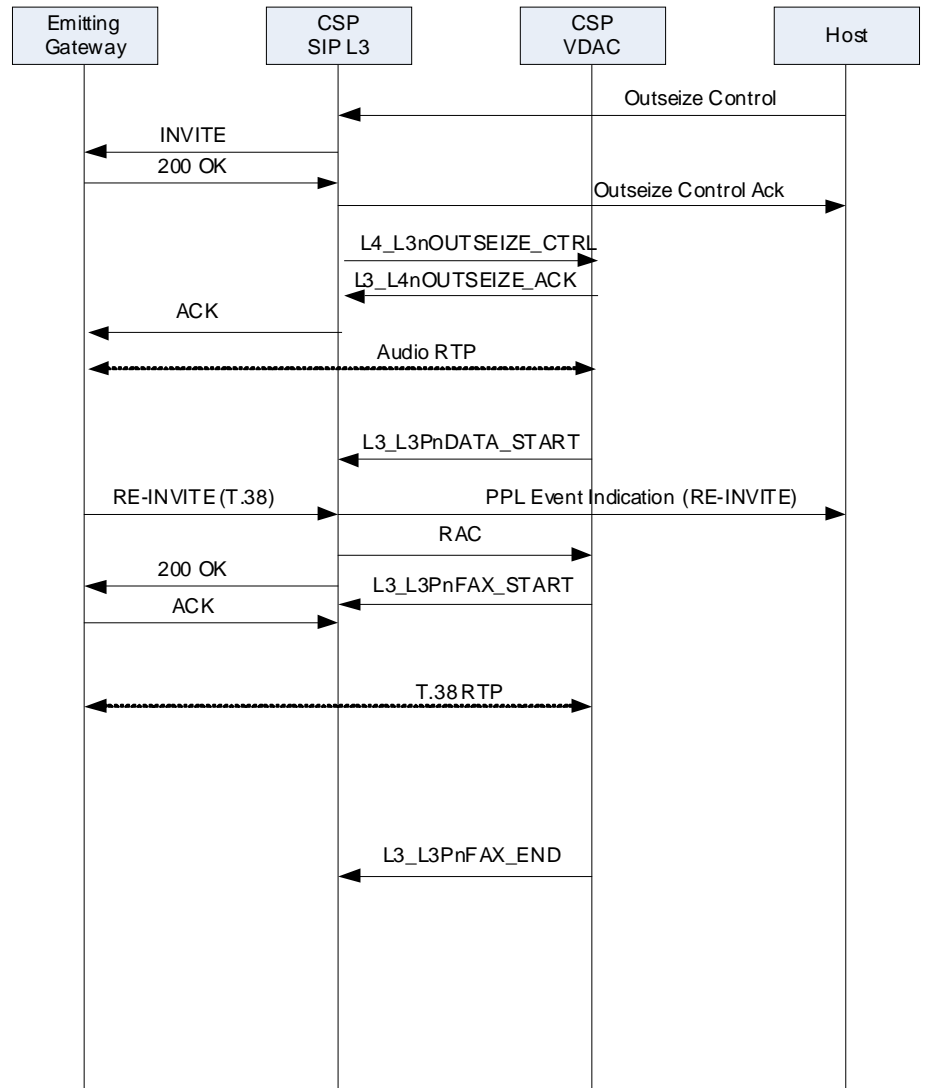 Emitting
Gateway
CSP
SIP L3
CSP
VDAC
Host
Outseize Control
INVITE
200 OK
Outseize Control Ack
L4_L3nOUTSEIZE_CTRL
L3_L4nOUTSEIZE_ACK
ACK
Audio RTP
L3_L3PnDATA_START
RE-INVITE (T.38)
PPL Event Indication (RE-INVITE)
RAC
200 OK
L3_L3PnFAX_START
ACK
T.38 RTP
L3_L3PnFAX_END